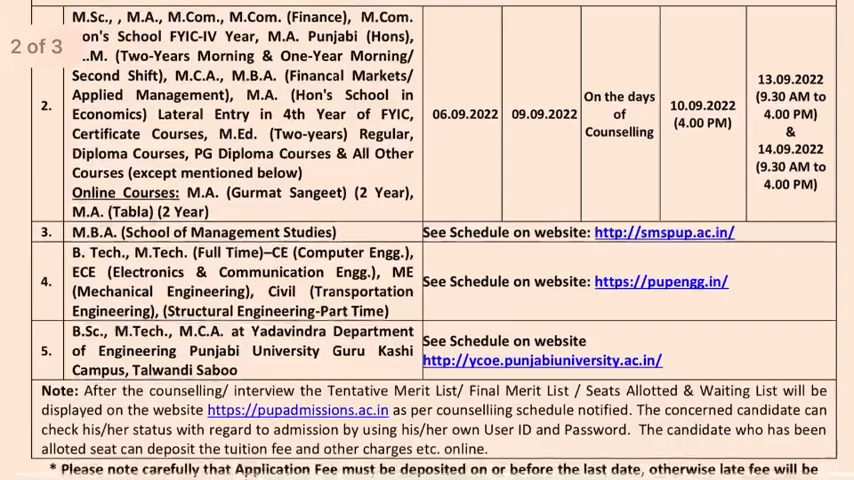 M.Sc., , M.A., M.Com., M.Com. (Finance), M.Com.
on's School FYIC-IV Year, M.A. Punjabi (Hons),
2 of 3
..M. (Two-Years Morning & One-Year Morning/
Second Shift), M.C.A., M.B.A. (Financal Markets/
Applied Management), M.A. (Hon's School in
2. Economics) Lateral Entry in 4th Year of FYIC,
Certificate Courses, M.Ed. (Two-years) Regular,
Diploma Courses, PG Diploma Courses & All Other
Courses (except mentioned below)
Online Courses: M.A. (Gurmat Sangeet) (2 Year),
M.A. (Tabla) (2 Year)
06.09.2022
09.09.2022
On the days
of
Counselling
10.09.2022
(4.00 PM)
13.09.2022
(9.30 AM to
4.00 PM)
&
14.09.2022
(9.30 AM to
4.00 PM)
3. M.B.A. (School of Management Studies) See Schedule on website: http://smspup.ac.in/
B. Tech., M.Tech. (Full Time)–CE (Computer Engg.),
ECE (Electronics & Communication Engg.), ME
4. (Mechanical Engineering), Civil (Transportation
Engineering), (Structural Engineering-Part Time)
See Schedule on website: https://pupengg.in/
B.Sc., M.Tech., M.C.A. at Yadavindra Department
5. of Engineering Punjabi University Guru Kashi
Campus, Talwandi Saboo
See Schedule on website
http://ycoe.punjabiuniversity.ac.in/
Note: After the counselling/ interview the Tentative Merit List/ Final Merit List / Seats Allotted & Waiting List will be
displayed on the website https://pupadmissions.ac.in as per counselliing schedule notified. The concerned candidate can
check his/her status with regard to admission by using his/her own User ID and Password. The candidate who has been
alloted seat can deposit the tuition fee and other charges etc. online.
* Please note carefully that Application Fee must be deposited on or before the last date, otherwise late fee will be